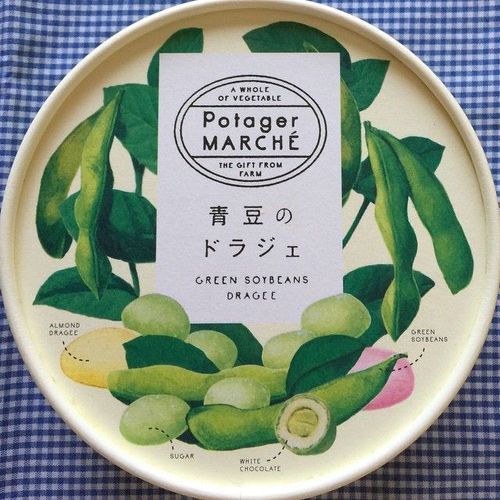 A WHOLE
OF VEGETABLE
Potager
MARCHÉ
THE GIFT FROM
FARM
青豆の
ドラジェ
GREEN SOYBEANS
DRAGEE
ALMOND
DRAGEE
GREEN
SOYBEANS
SUGAR
WHITE
CHOCOLATE